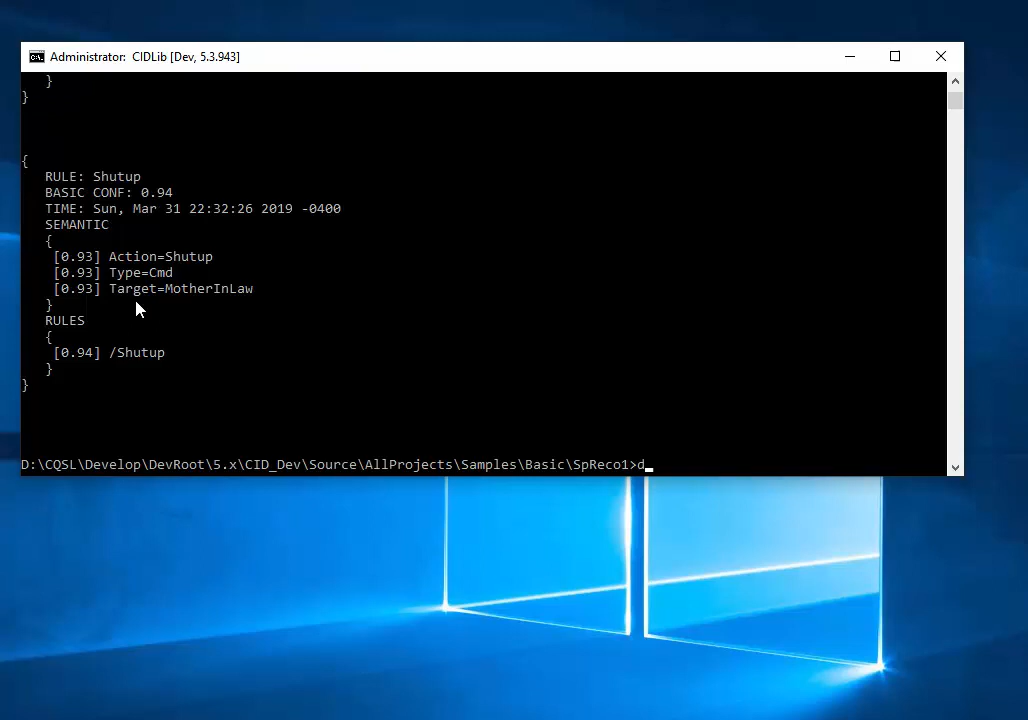 Administrator: CIDLib [Dev, 5.3.943]
}
}
{
RULE: Shutup
BASIC CONF: 0.94
TIME: Sun, Mar 31 22:32:26 2019 -0400
SEMANTIC
{
[0.93] Action=Shutup
[0.93] Type=Cmd
[0.93] Target=MotherInLaw
}
RULES
{
[0.94] /Shutup
}
}
D:\CQSL\Develop\DevRoot\5.x\CID_Dev\Source\AllProjects\Samples\Basic\SpReco1>d_